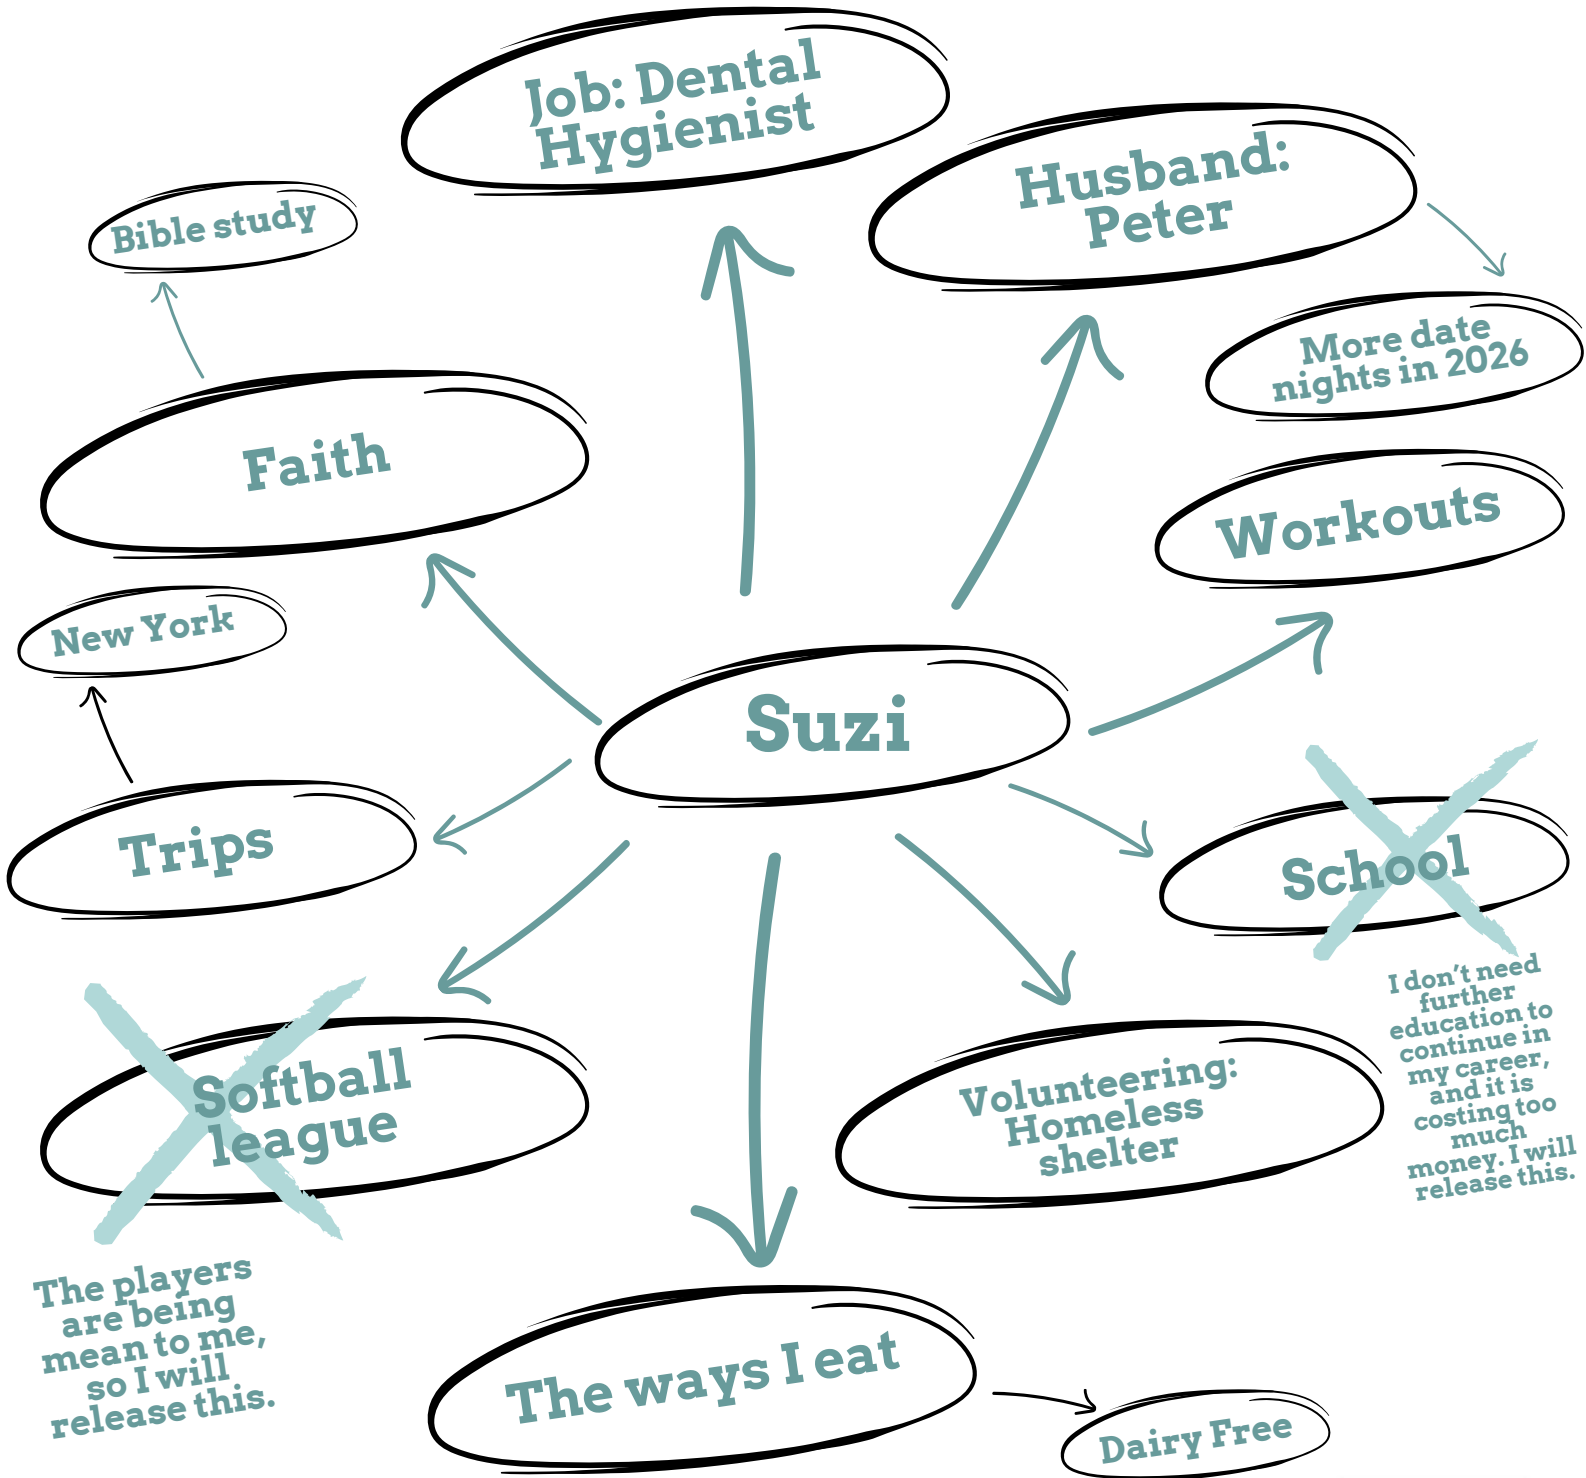 Job: Dental
Hygienist
Husband:
Peter
Bible study
More date
nights in 2026
Faith
Workouts
New York
Suzi
Trips
School
I don’t need
further
education to
continue in
my career,
and it is
costing too
much
money. I will
release this.
Softball
league
The players
are being
mean to me,
so I will
release this.
Volunteering:
Homeless
shelter
The ways I eat
Dairy Free